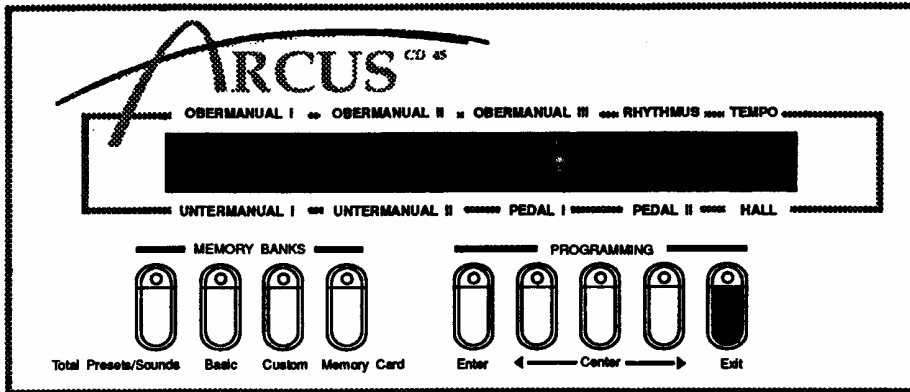 ARCUS CD 45
OBERMANUAL I OBERMANUAL II OBERMANUAL III RHYTHMUS TEMPO
UNTERMANUAL I UNTERMANUAL II PEDAL I PEDAL II HALL
MEMORY BANKS PROGRAMMING
Total Presets/Sounds Basic Custom Memory Card Enter Center Exit